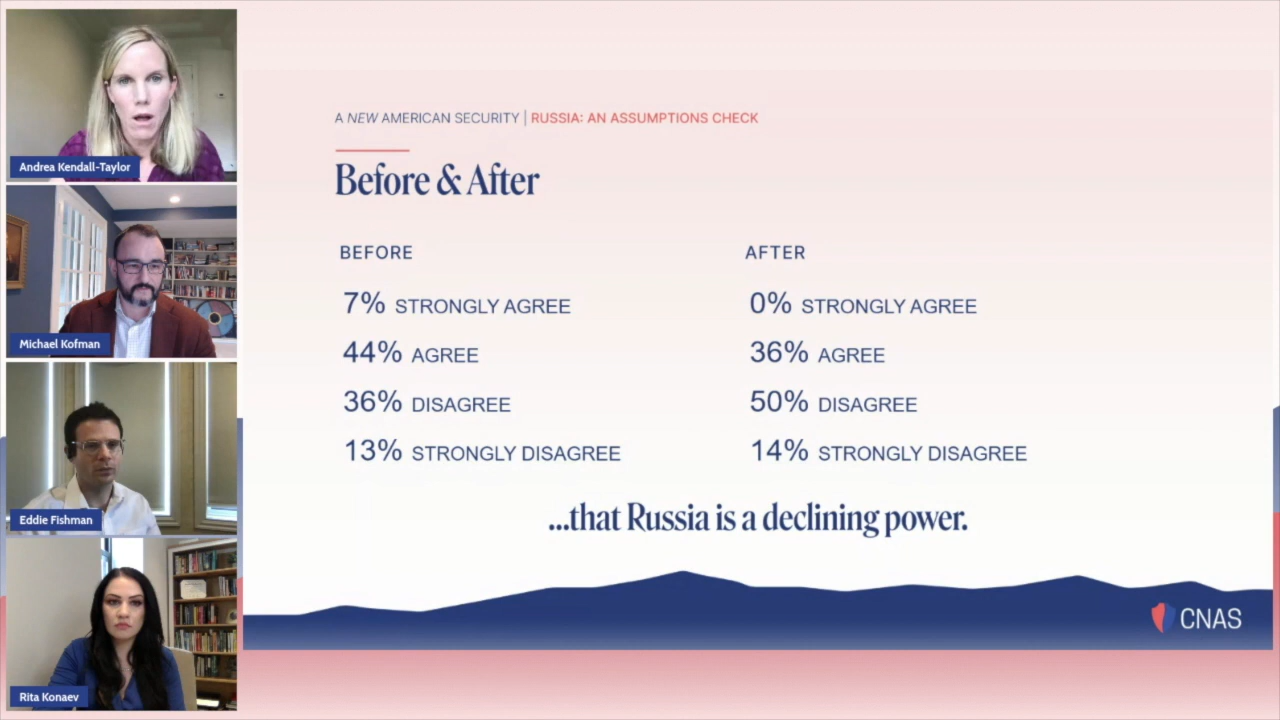 Andrea Kendall-Taylor
Michael Kofman
Eddie Fishman
Rita Konaev
A NEW AMERICAN SECURITY | RUSSIA: AN ASSUMPTIONS CHECK
Before & After
BEFORE
7% STRONGLY AGREE
44% AGREE
36% DISAGREE
13% STRONGLY DISAGREE
AFTER
0% STRONGLY AGREE
36% AGREE
50% DISAGREE
14% STRONGLY DISAGREE
...that Russia is a declining power.
CNAS